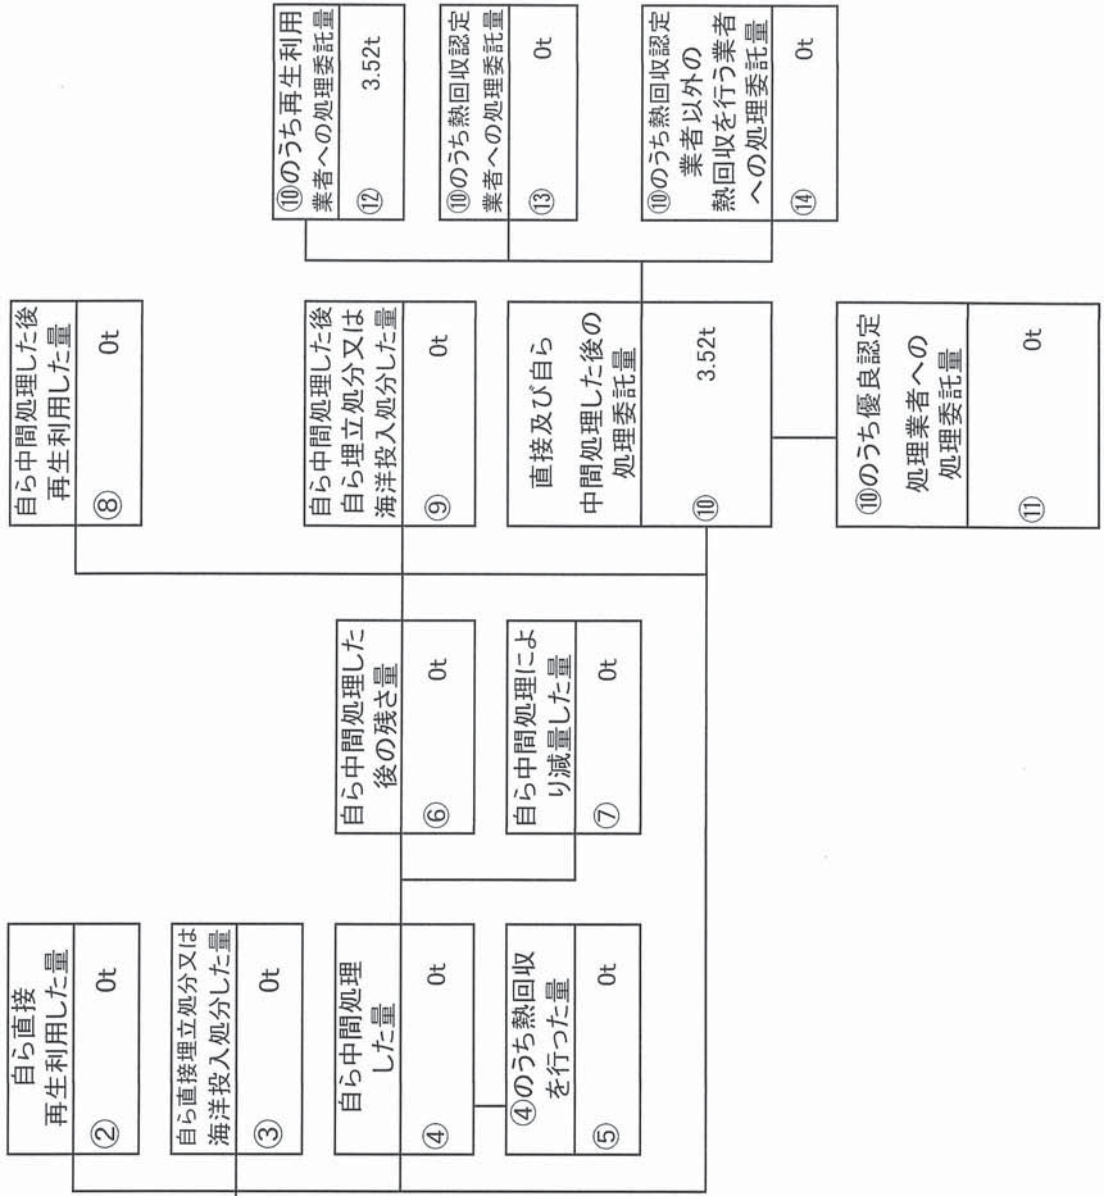 自ら直接
再生利用した量
② 0t
自ら直接埋立処分又は
海洋投入処分した量
③ 0t
自ら中間処理
した量
④ 0t
④のうち熱回収
を行った量
⑤ 0t
自ら中間処理した
後の残さ量
⑥ 0t
自ら中間処理によ
り減量した量
⑦ 0t
自ら中間処理した後
再生利用した量
⑧ 0t
自ら中間処理した後
自ら埋立処分又は
海洋投入処分した量
⑨ 0t
直接及び自ら
中間処理した後の
処理委託量
⑩ 3.52t
⑩のうち優良認定
処理業者への
処理委託量
⑪ 0t
⑩のうち再生利用
業者への処理委託量
⑫ 3.52t
⑩のうち熱回収認定
業者への処理委託量
⑬ 0t
⑩のうち熱回収認定
業者以外の
熱回収を行う業者
への処理委託量
⑭ 0t